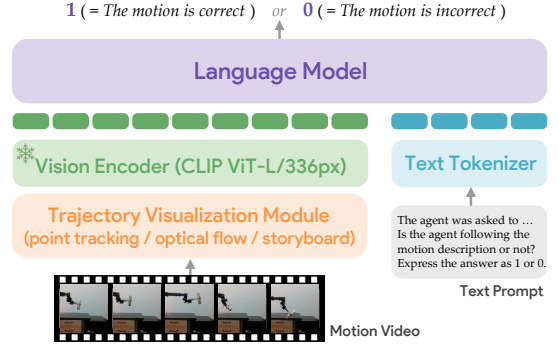 1 ( = The motion is correct ) or 0 ( = The motion is incorrect )
Language Model
Vision Encoder (CLIP ViT-L/336px)
Text Tokenizer
Trajectory Visualization Module
(point tracking / optical flow / storyboard)
The agent was asked to ...
Is the agent following the
motion description or not?
Express the answer as 1 or 0.
Text Prompt
Motion Video